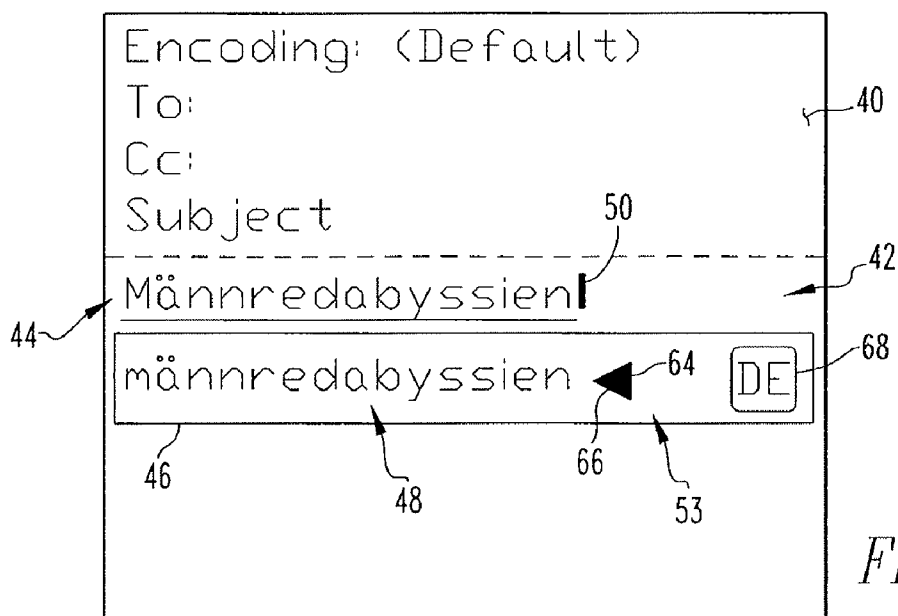 Encoding: (Default)
To:
40
Cc:
Subject
50
Männredabyssien
42
44
männredabyssien
64
DE
68
46
48
66
53